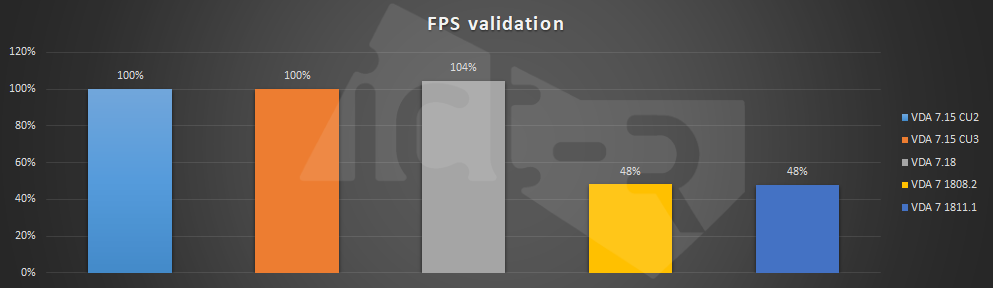 FPS validation
120%
100%
80%
60%
40%
20%
0%
100%
100%
104%
48%
48%
VDA 7.15 CU2
VDA 7.15 CU3
VDA 7.18
VDA 7 1808.2
VDA 7 1811.1